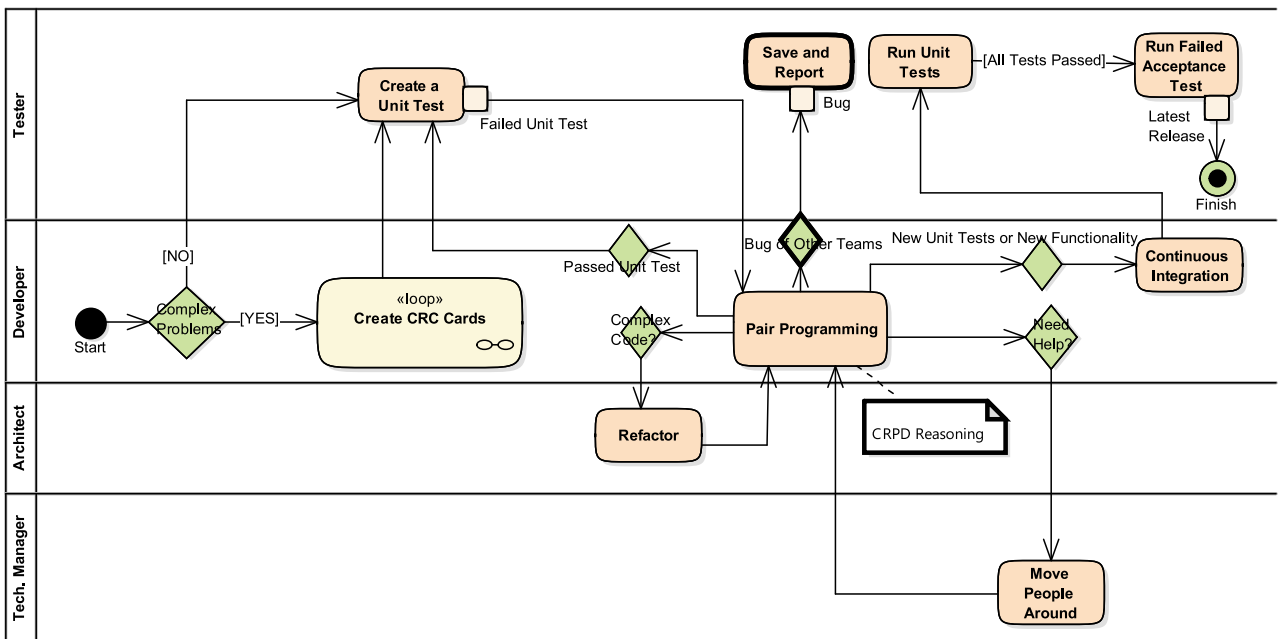 Tester
Create a
Unit Test
Failed Unit Test
Save and
Report
Bug
Run Unit
Tests
[All Tests Passed]
Run Failed
Acceptance
Test
Latest
Release
Finish
Developer
Start
Complex
Problems
[NO]
[YES]
«loop»
Create CRC Cards
Passed Unit Test
Complex
Code?
Bug of Other Teams
Pair Programming
New Unit Tests or New Functionality
Continuous
Integration
Need
Help?
Architect
Refactor
CRPD Reasoning
Tech. Manager
Move
People
Around